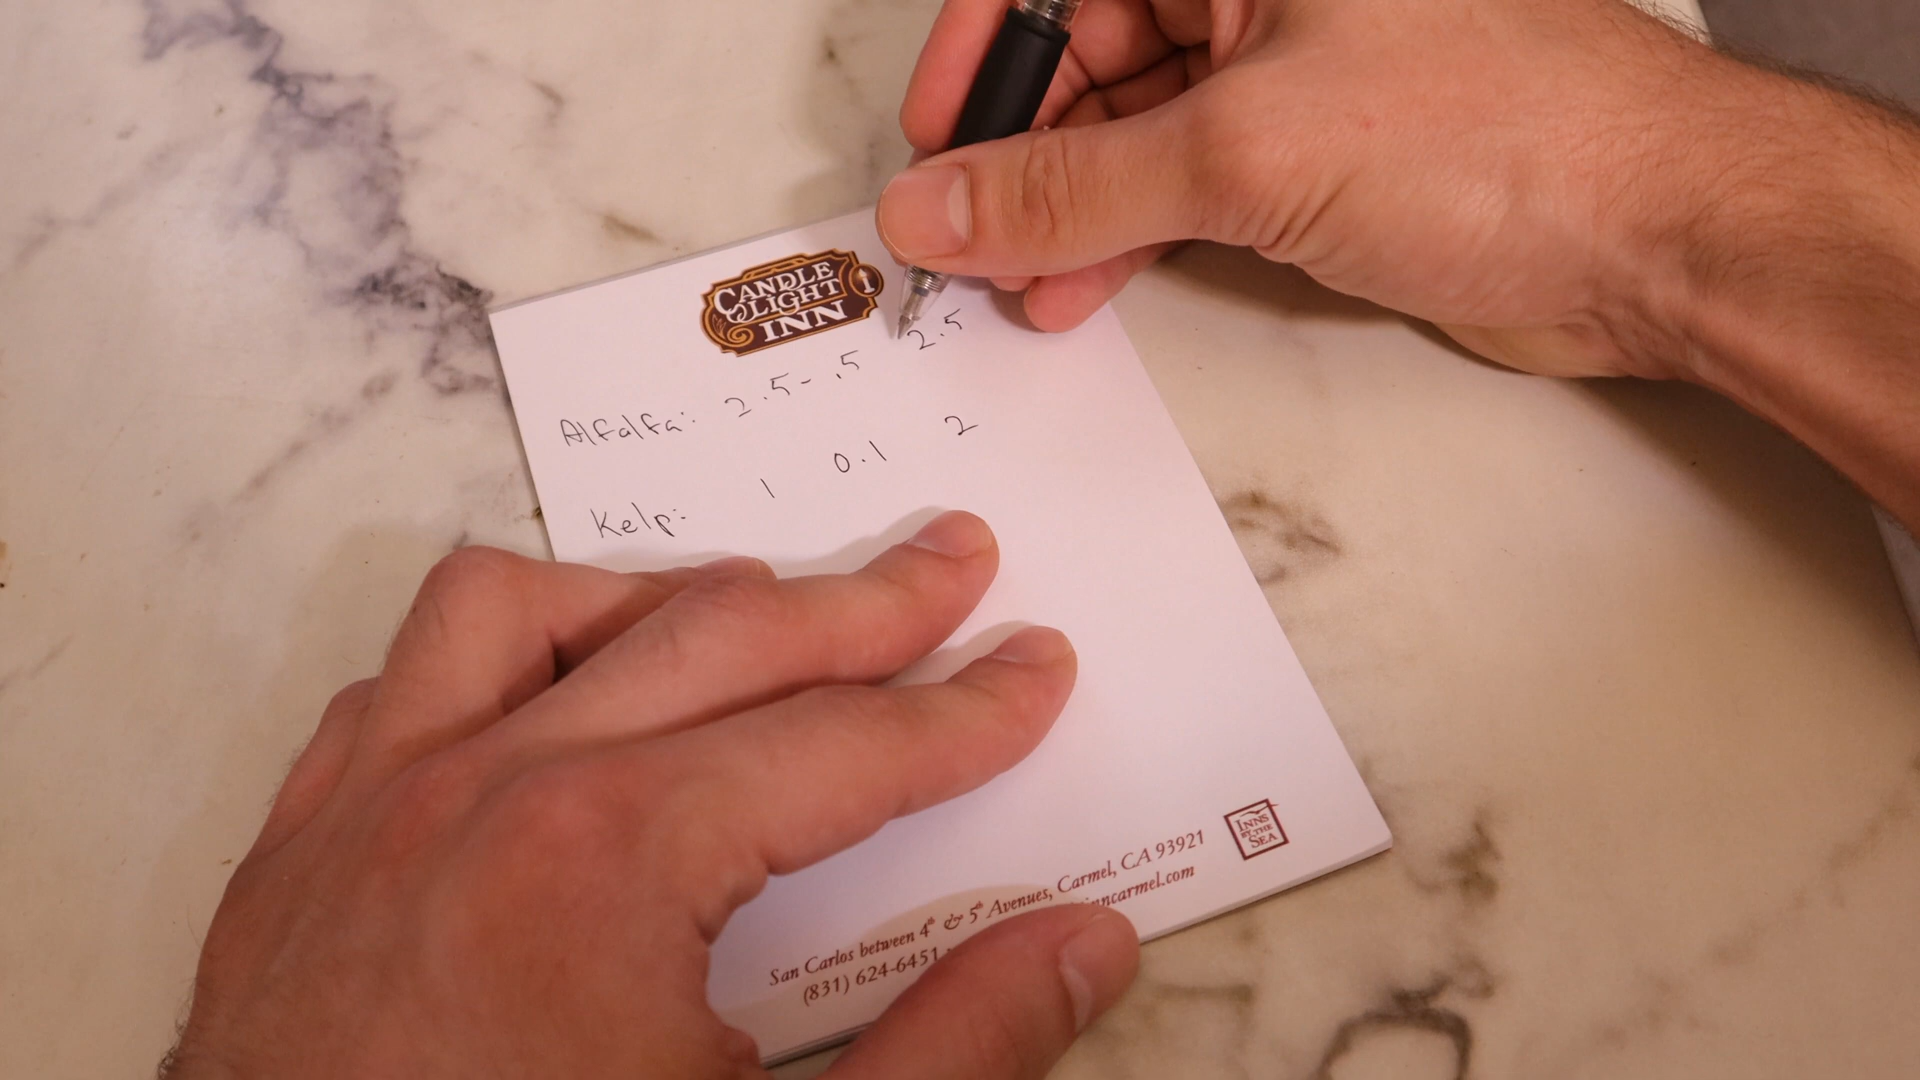 CANDLE
LIGHT
INN
Alfalfa: 2.5- .5 2.5
Kelp: 1 0.1 2
INNS
BY THE
SEA
San Carlos between 4th & 5th Avenues, Carmel, CA 93921
(831) 624-6451